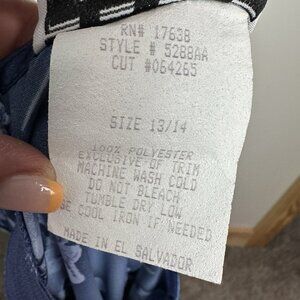 RN# 17638
STYLE # 5288AA
CUT #064265
SIZE 13/14
100% POLYESTER
EXCLUSIVE OF TRIM
MACHINE WASH COLD
DO NOT BLEACH
TUMBLE DRY LOW
SE COOL IRON IF NEEDED
MADE IN EL SALVADOR